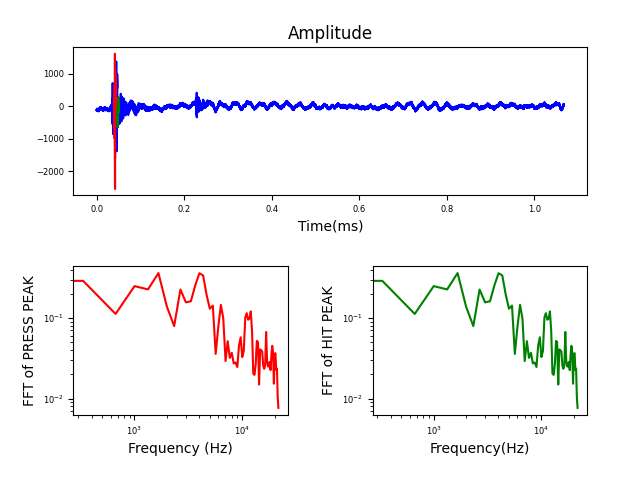 Amplitude
1000
0
−1000
−2000
0.0 0.2 0.4 0.6 0.8 1.0
Time(ms)
FFT of PRESS PEAK
10⁻¹
10⁻²
10³ 10⁴
Frequency (Hz)
FFT of HIT PEAK
10⁻¹
10⁻²
10³ 10⁴
Frequency(Hz)